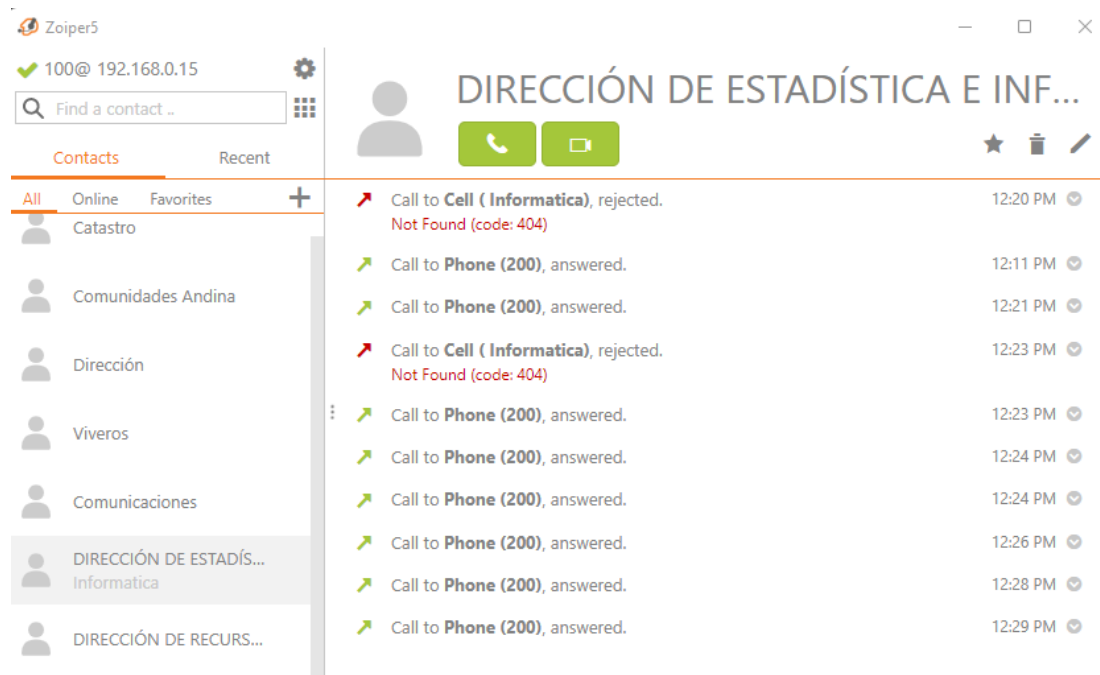 Zoiper5
100@ 192.168.0.15
Find a contact ..
Contacts Recent
All Online Favorites
Catastro
Comunidades Andina
Dirección
Viveros
Comunicaciones
DIRECCIÓN DE ESTADÍS...
Informatica
DIRECCIÓN DE RECURS...
DIRECCIÓN DE ESTADÍSTICA E INF...
Call to Cell ( Informatica), rejected. 12:20 PM
Not Found (code: 404)
Call to Phone (200), answered. 12:11 PM
Call to Phone (200), answered. 12:21 PM
Call to Cell ( Informatica), rejected. 12:23 PM
Not Found (code: 404)
Call to Phone (200), answered. 12:23 PM
Call to Phone (200), answered. 12:24 PM
Call to Phone (200), answered. 12:24 PM
Call to Phone (200), answered. 12:26 PM
Call to Phone (200), answered. 12:28 PM
Call to Phone (200), answered. 12:29 PM